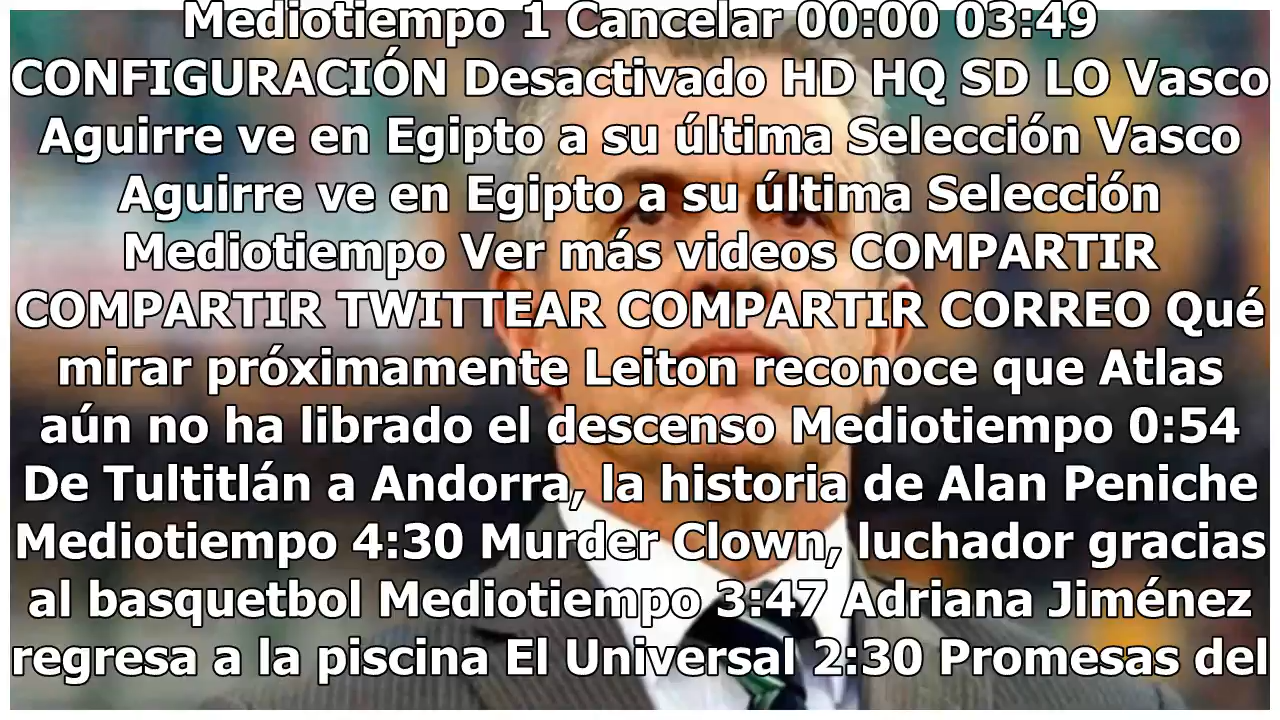 Mediotiempo 1 Cancelar 00:00 03:49
CONFIGURACIÓN Desactivado HD HQ SD LO Vasco
Aguirre ve en Egipto a su última Selección Vasco
Aguirre ve en Egipto a su última Selección
Mediotiempo Ver más videos COMPARTIR
COMPARTIR TWITTEAR COMPARTIR CORREO Qué
mirar próximamente Leiton reconoce que Atlas
aún no ha librado el descenso Mediotiempo 0:54
De Tultitlán a Andorra, la historia de Alan Peniche
Mediotiempo 4:30 Murder Clown, luchador gracias
al basquetbol Mediotiempo 3:47 Adriana Jiménez
regresa a la piscina El Universal 2:30 Promesas del